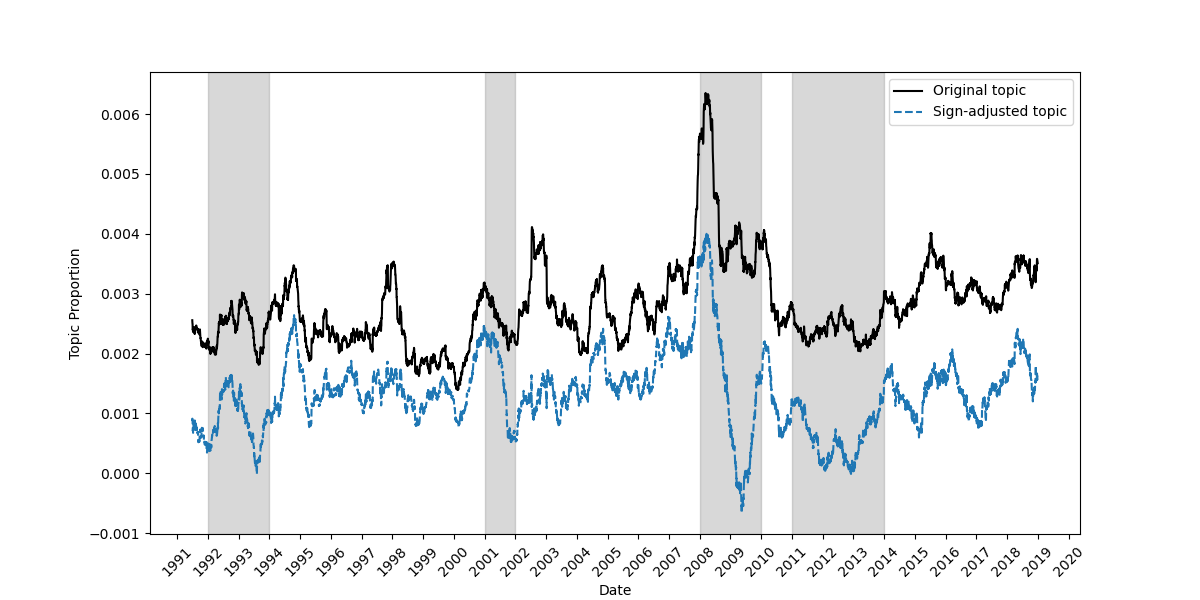 Original topic
Sign-adjusted topic
0.006
0.005
0.004
0.003
0.002
0.001
0.000
−0.001
Topic Proportion
1991 1992 1993 1994 1995 1996 1997 1998 1999 2000 2001 2002 2003 2004 2005 2006 2007 2008 2009 2010 2011 2012 2013 2014 2015 2016 2017 2018 2019 2020
Date